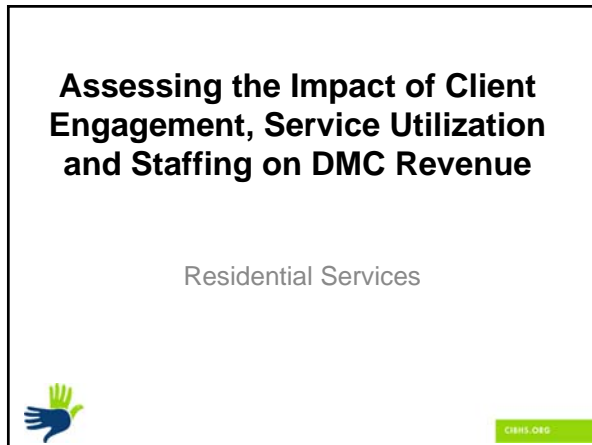 Assessing the Impact of Client
Engagement, Service Utilization
and Staffing on DMC Revenue
Residential Services
CIBHS.ORG